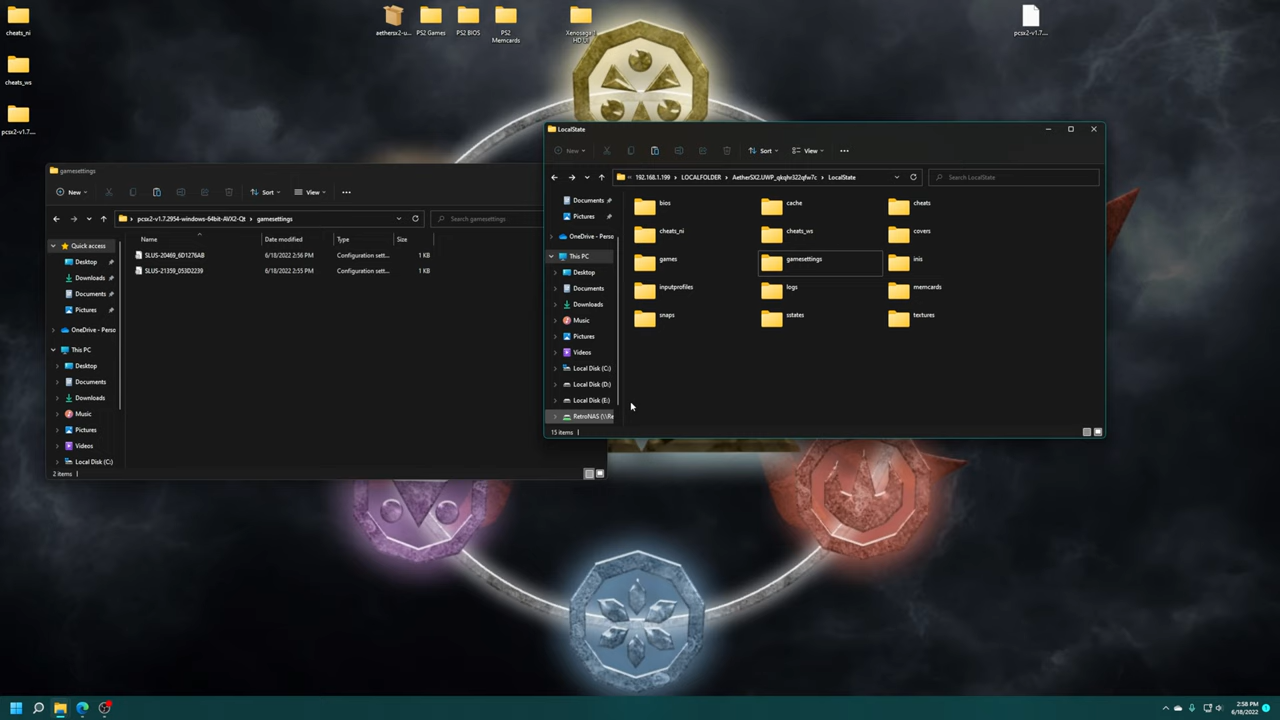 cheats_ni
cheats_ws
pcsx2-v1.7....
aethersx2-u...
PS2 Games
PS2 BIOS
PS2
Memcards
Xenosaga I
HD UI
pcsx2-v1.7....
gamesettings
New
Sort
View
pcsx2-v1.7.2954-windows-64bit-AVX2-Qt > gamesettings
Search gamesettings
Name
Date modified
Type
Size
SLUS-20469_6D1276AB
6/18/2022 2:56 PM
Configuration sett...
1 KB
SLUS-21339_053D2239
6/18/2022 2:55 PM
Configuration sett...
1 KB
Quick access
Desktop
Downloads
Documents
Pictures
OneDrive - Perso
This PC
Desktop
Documents
Downloads
Music
Pictures
Videos
Local Disk (C:)
2 items
LocalState
New
Sort
View
192.168.1.199 > LOCALFOLDER > AetherSX2.UWP_qkqhr322qfw7c > LocalState
Search LocalState
Documents
Pictures
OneDrive - Perso
This PC
Desktop
Documents
Downloads
Music
Pictures
Videos
Local Disk (C:)
Local Disk (D:)
Local Disk (E:)
RetroNAS (\\Re
bios
cache
cheats
cheats_ni
cheats_ws
covers
games
gamesettings
inis
inputprofiles
logs
memcards
snaps
sstates
textures
15 items
2:58 PM
6/18/2022